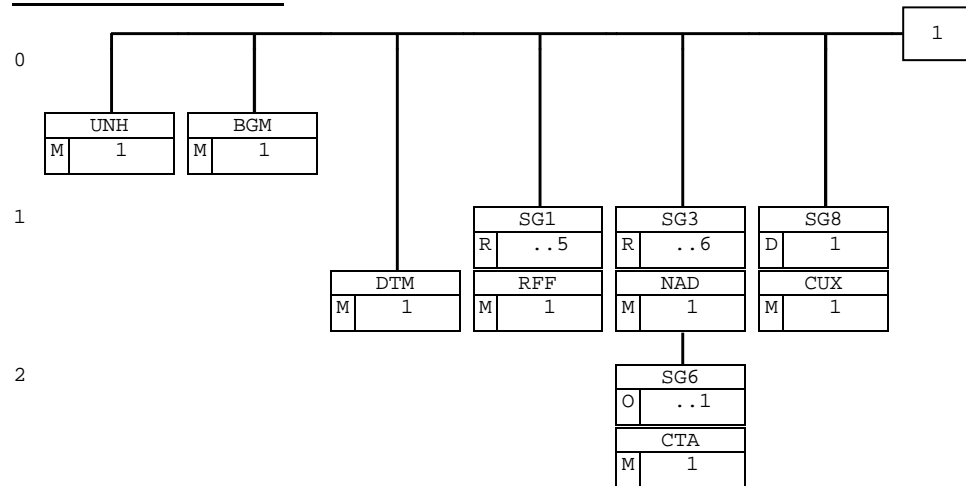 1
0
UNH BGM
M 1 M 1
1
SG1 SG3 SG8
R ..5 R ..6 D 1
DTM RFF NAD CUX
M 1 M 1 M 1 M 1
2
SG6
O ..1
CTA
M 1